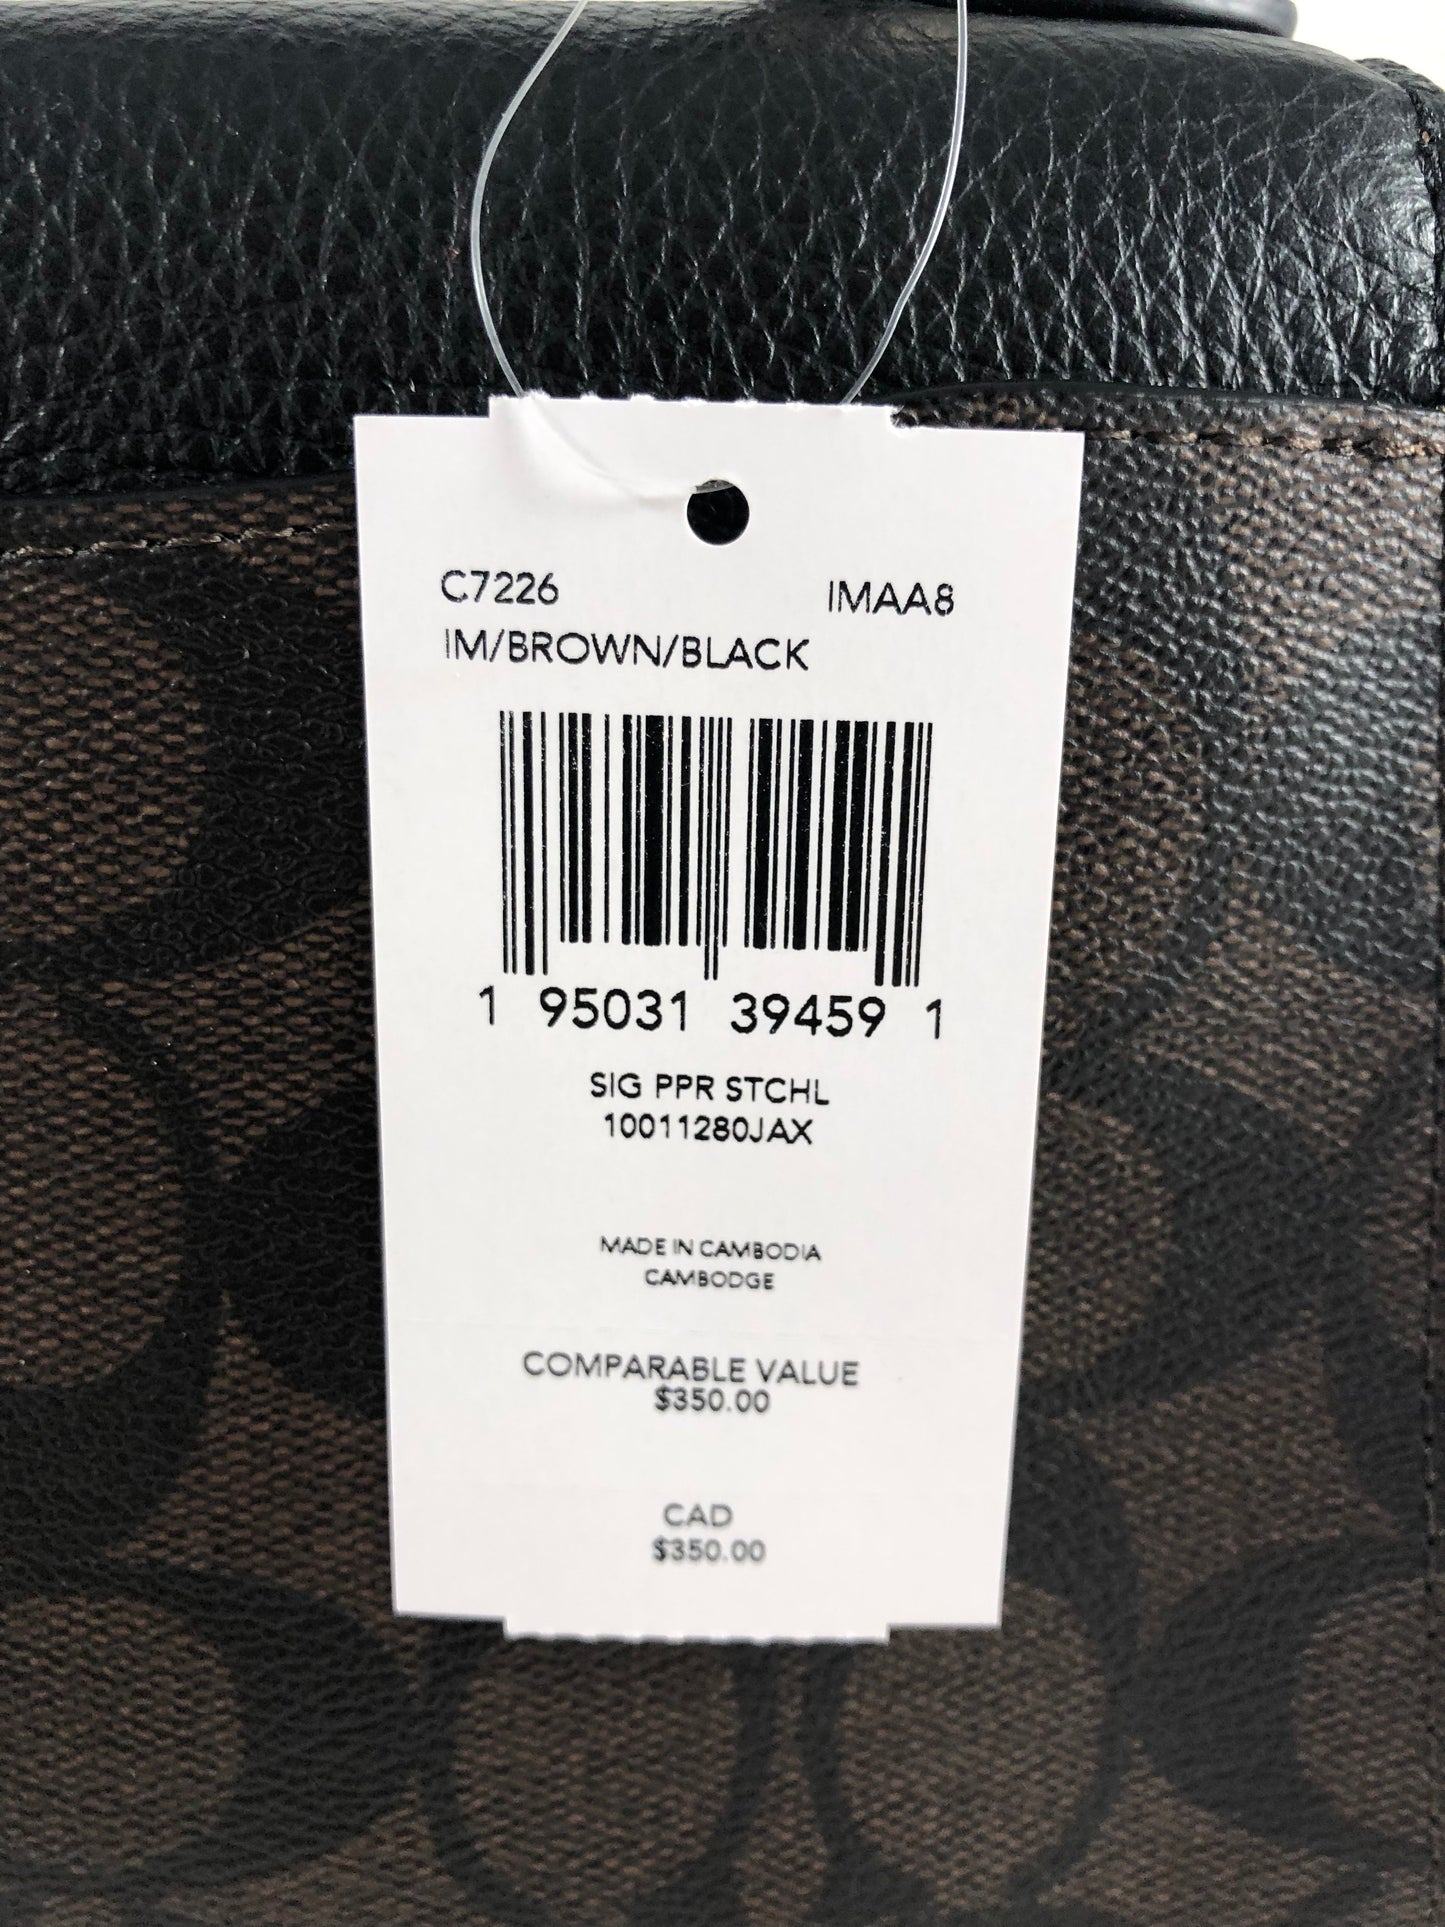 C7226 IMAA8
IM/BROWN/BLACK
1 95031 39459 1
SIG PPR STCHL
10011280JAX
MADE IN CAMBODIA
CAMBODGE
COMPARABLE VALUE
$350.00
CAD
$350.00